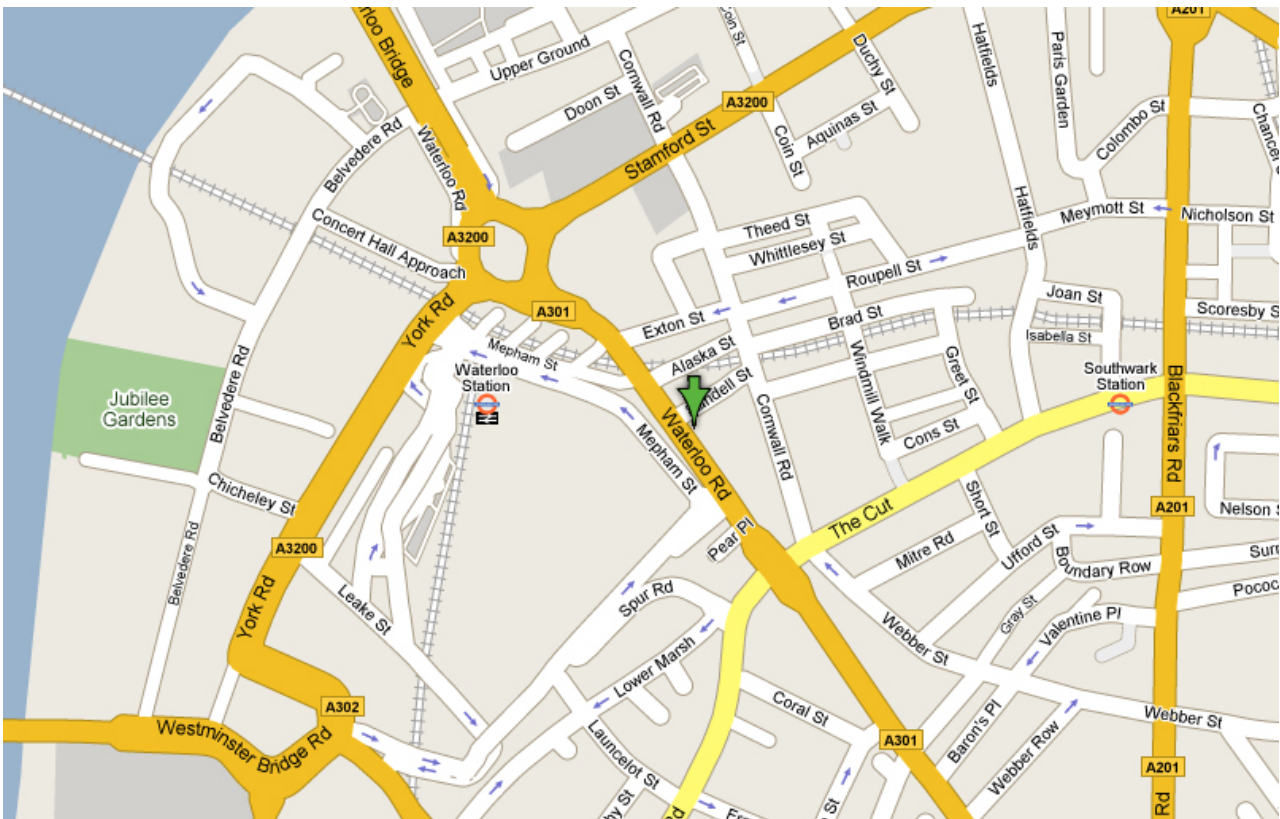 A201
rloo Bridge
Upper Ground
Cornwall Rd
Coin St
Duchy St
Hatfields
Paris Garden
Doon St
A3200
Stamford St
Coin St
Aquinas St
Colombo St
Belvedere Rd
Waterloo Rd
Hatfields
Meymott St
Nicholson St
Concert Hall Approach
A3200
Theed St
Whittlesey St
Roupell St
Joan St
Scoresby S
York Rd
A301
Exton St
Brad St
Isabella St
Mepham St
Alaska St
Windmill Walk
Greet St
Southwark
Station
Blackfriars Rd
Waterloo
Station
ndell St
Jubilee
Gardens
Belvedere Rd
Waterloo Rd
Cornwall Rd
Cons St
Mepham St
Chicheley St
The Cut
Short St
A201
Nelson S
Pear Pl
Mitre Rd
Ufford St
A3200
Belvedere Rd
Boundary Row
Surr
Pococ
Leake St
Spur Rd
Gray St
Valentine Pl
York Rd
Webber St
Lower Marsh
A302
Coral St
Baron's Pl
Webber St
Westminster Bridge Rd
A301
Webber Row
Launcelot St
A201
Rd